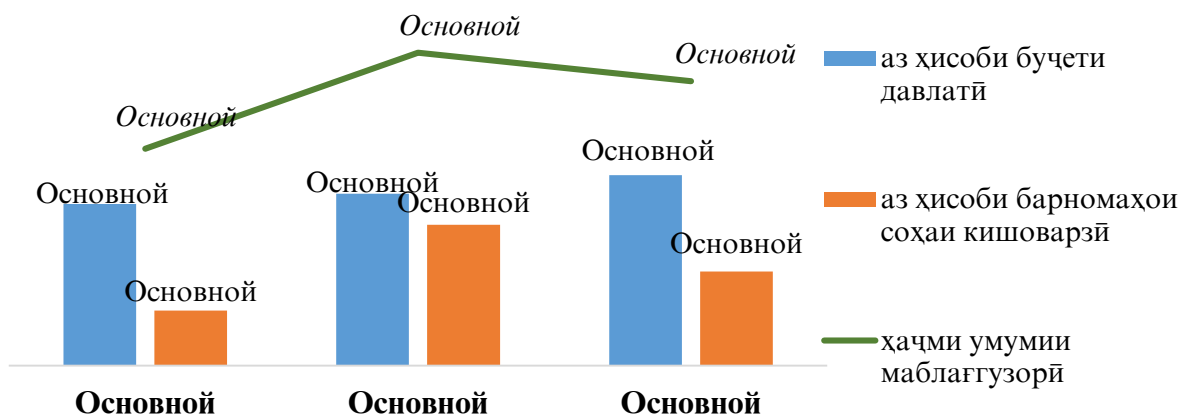 Основной
Основной
Основной
Основной
Основной
Основной
Основной
Основной
Основной
Основной Основной Основной
аз ҳисоби буҷети
давлатӣ
аз ҳисоби барномаҳои
соҳаи кишоварзӣ
ҳаҷми умумии
маблағгузорӣ